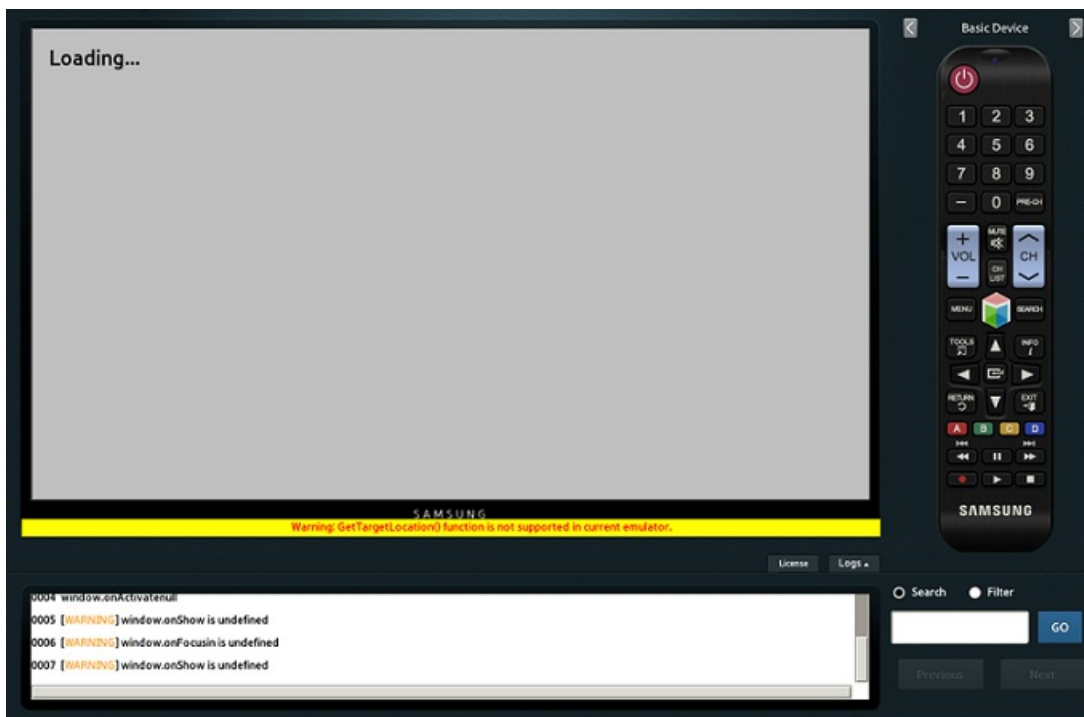 Loading...
SAMSUNG
Warning: GetTargetLocation() function is not supported in current emulator.
License
Logs
0004 window.onActivatenull
0005 [WARNING] window.onShow is undefined
0006 [WARNING] window.onFocusin is undefined
0007 [WARNING] window.onShow is undefined
Basic Device
1 2 3
4 5 6
7 8 9
- 0 PRE-CH
+ MUTE
VOL CH
CH LIST
-
MENU SEARCH
TOOLS INFO
i
RETURN EXIT
A B C D
SAMSUNG
Search Filter
GO
Previous Next